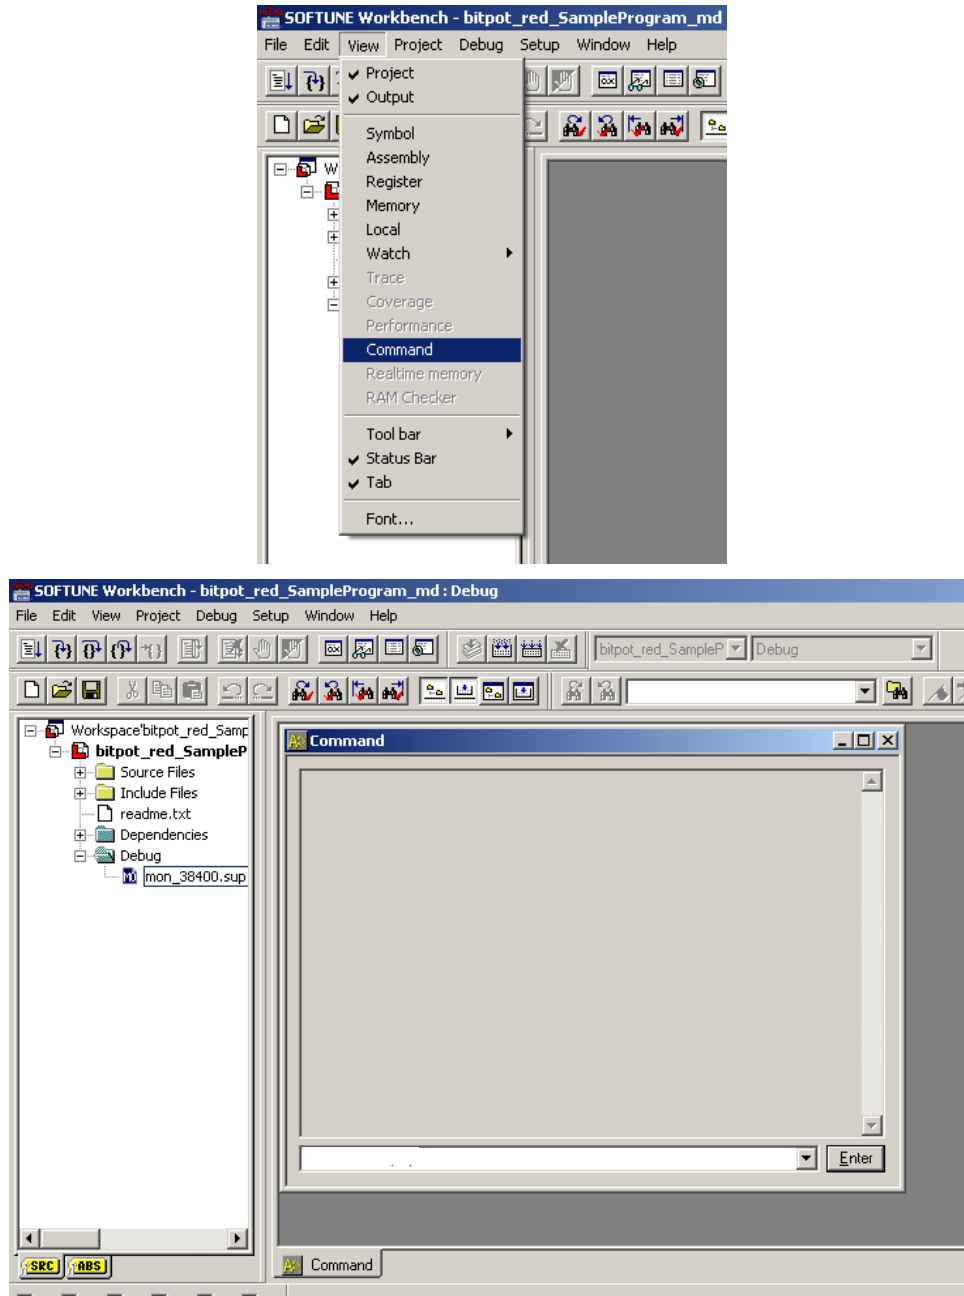 SOFTUNE Workbench - bitpot_red_SampleProgram_md
File Edit View Project Debug Setup Window Help
Project
Output
Symbol
Assembly
Register
Memory
Local
Watch
Trace
Coverage
Performance
Command
Realtime memory
RAM Checker
Tool bar
Status Bar
Tab
Font...
W
SOFTUNE Workbench - bitpot_red_SampleProgram_md : Debug
File Edit View Project Debug Setup Window Help
bitpot_red_SampleP Debug
Workspace'bitpot_red_Samp
bitpot_red_SampleP
Source Files
Include Files
readme.txt
Dependencies
Debug
mon_38400.sup
Command
Enter
SRC ABS
Command